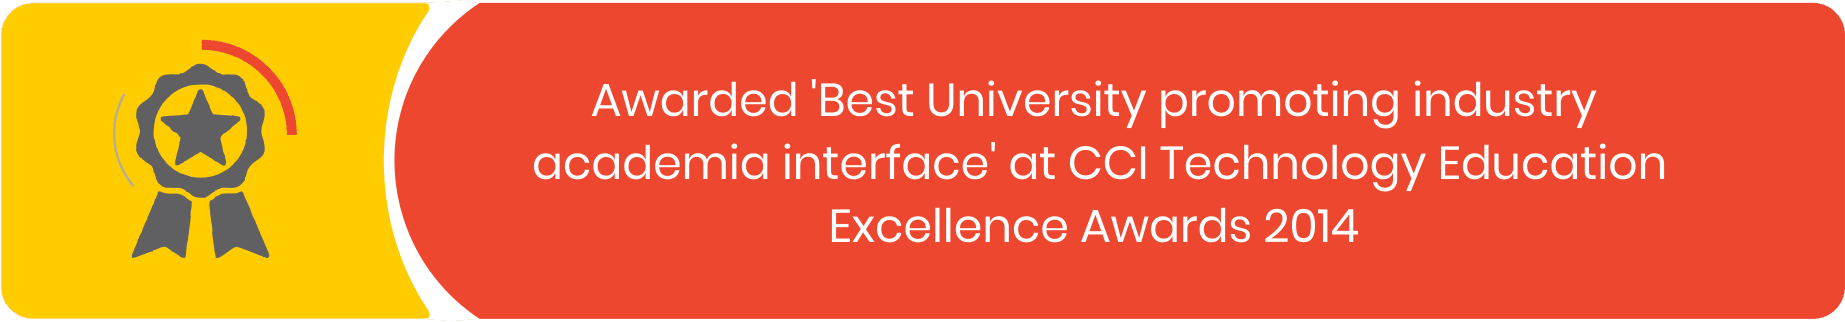 Awarded 'Best University promoting industry
academia interface' at CCI Technology Education
Excellence Awards 2014